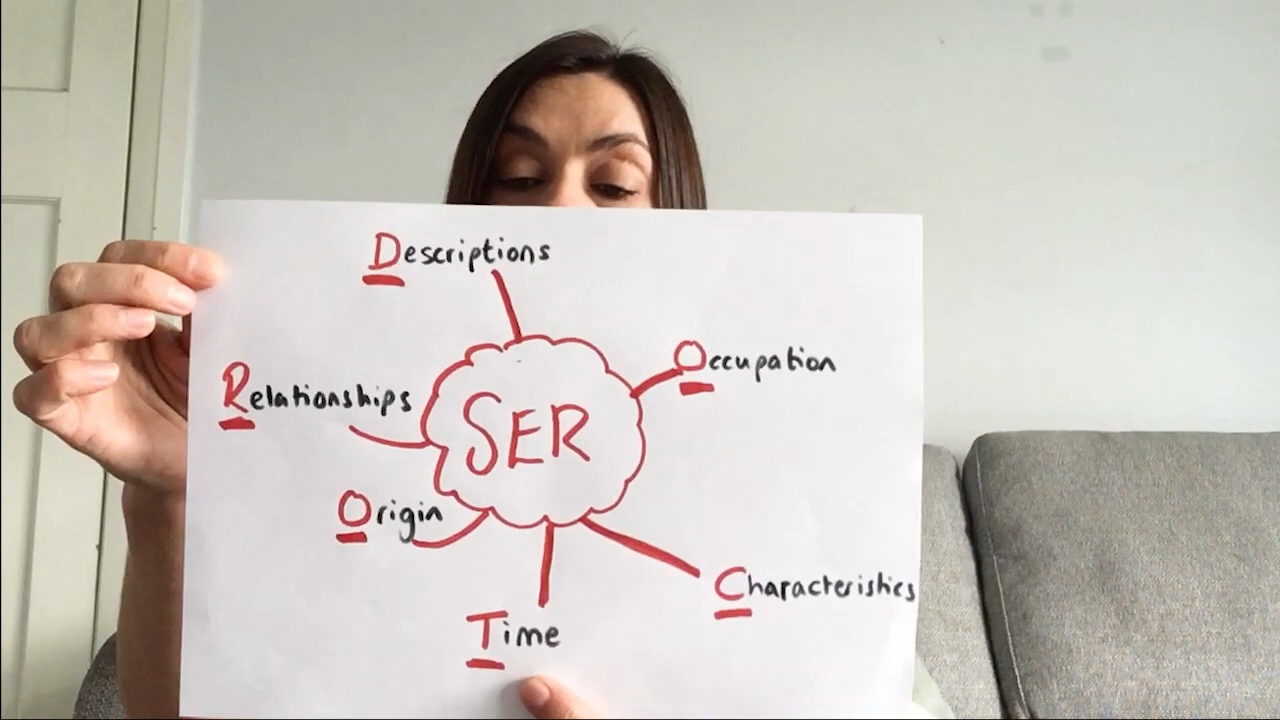 Descriptions
Occupation
Relationships
SER
Origin
Characteristics
Time